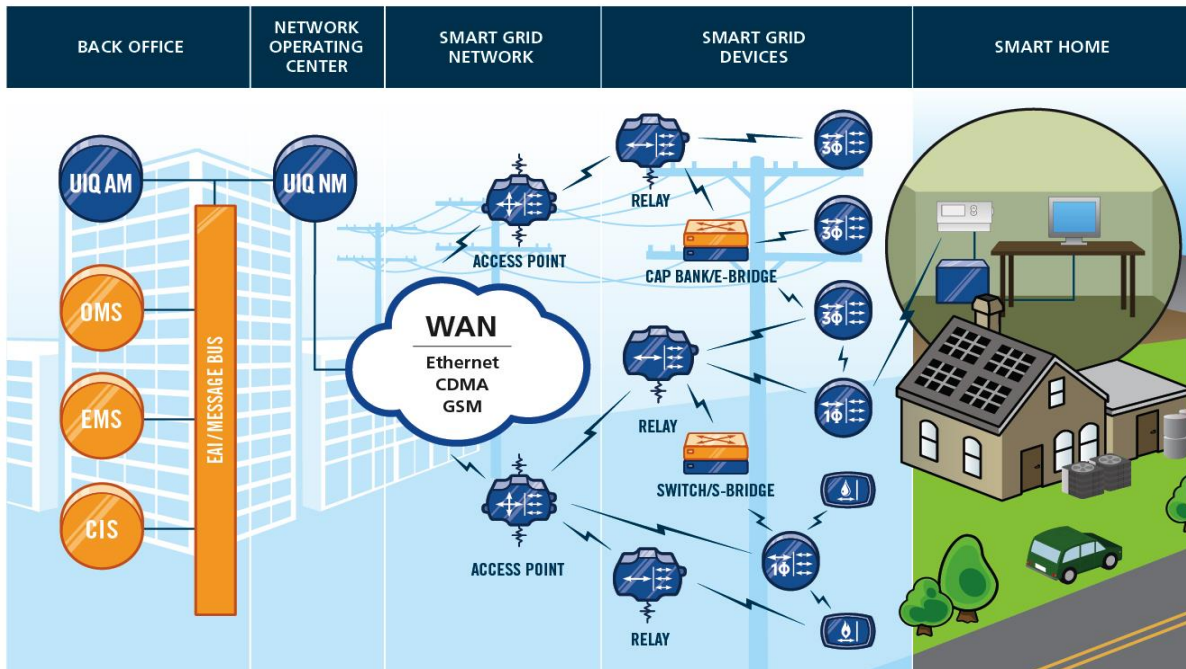 BACK OFFICE
NETWORK
OPERATING
CENTER
SMART GRID
NETWORK
SMART GRID
DEVICES
SMART HOME
UIQ AM
UIQ NM
OMS
EMS
CIS
EAI / MESSAGE BUS
ACCESS POINT
WAN
Ethernet
CDMA
GSM
ACCESS POINT
RELAY
3Φ
CAP BANK/E-BRIDGE
3Φ
3Φ
RELAY
1Φ
SWITCH/S-BRIDGE
1Φ
RELAY